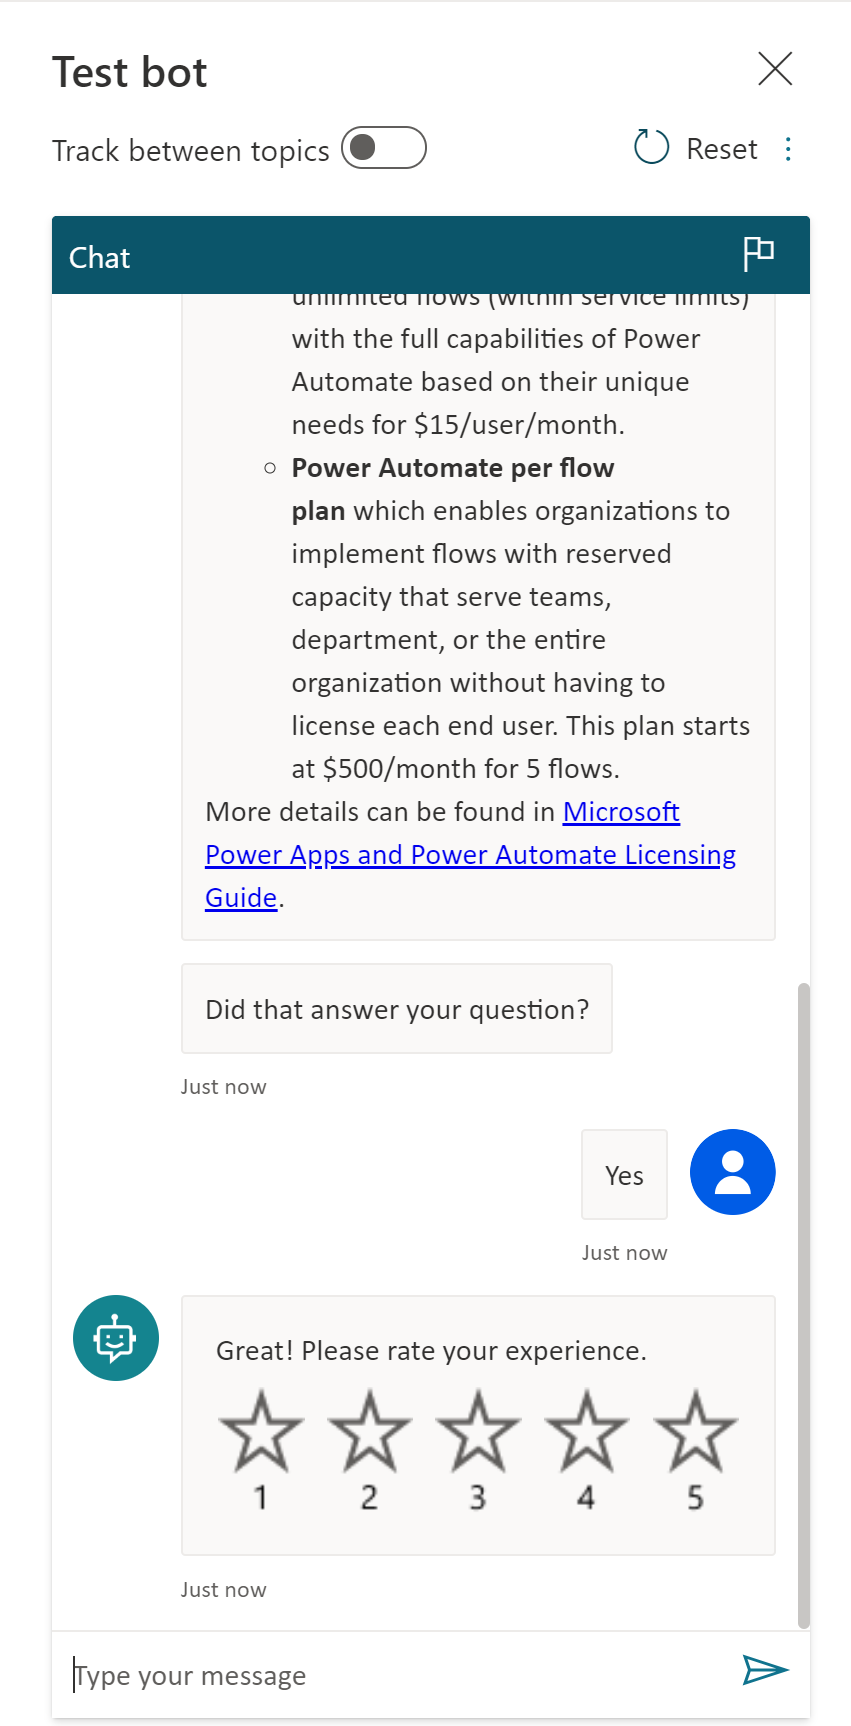 Test bot
Track between topics
Reset
Chat
unlimited flows (within service limits)
with the full capabilities of Power
Automate based on their unique
needs for $15/user/month.
Power Automate per flow
plan which enables organizations to
implement flows with reserved
capacity that serve teams,
department, or the entire
organization without having to
license each end user. This plan starts
at $500/month for 5 flows.
More details can be found in Microsoft
Power Apps and Power Automate Licensing
Guide.
Did that answer your question?
Just now
Yes
Just now
Great! Please rate your experience.
1 2 3 4 5
Just now
Type your message